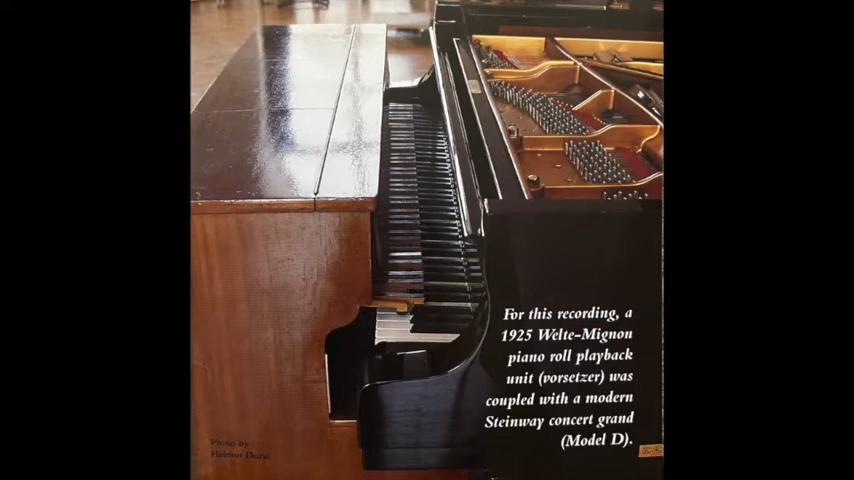 For this recording, a
1925 Welte-Mignon
piano roll playback
unit (vorsetzer) was
coupled with a modern
Steinway concert grand
(Model D).
Photo by
Helmut